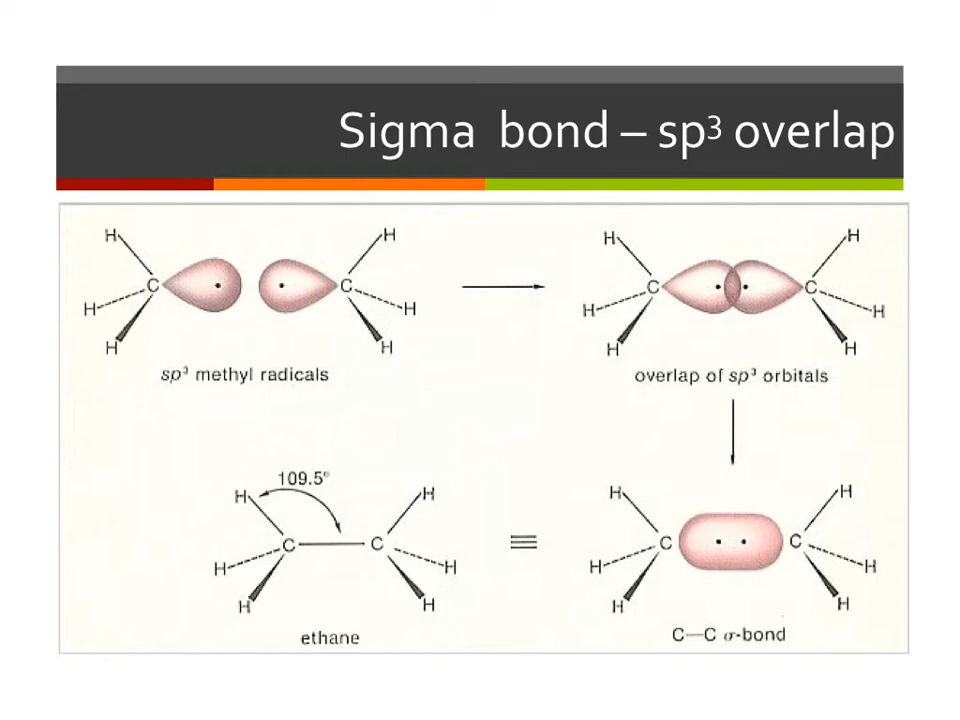 Sigma bond – sp³ overlap
H H H H
C C C C
H H H H
H H H H
sp³ methyl radicals overlap of sp³ orbitals
109.5°
H H H H
C C ≡ C C
H H H H
H H H H
ethane C—C σ-bond